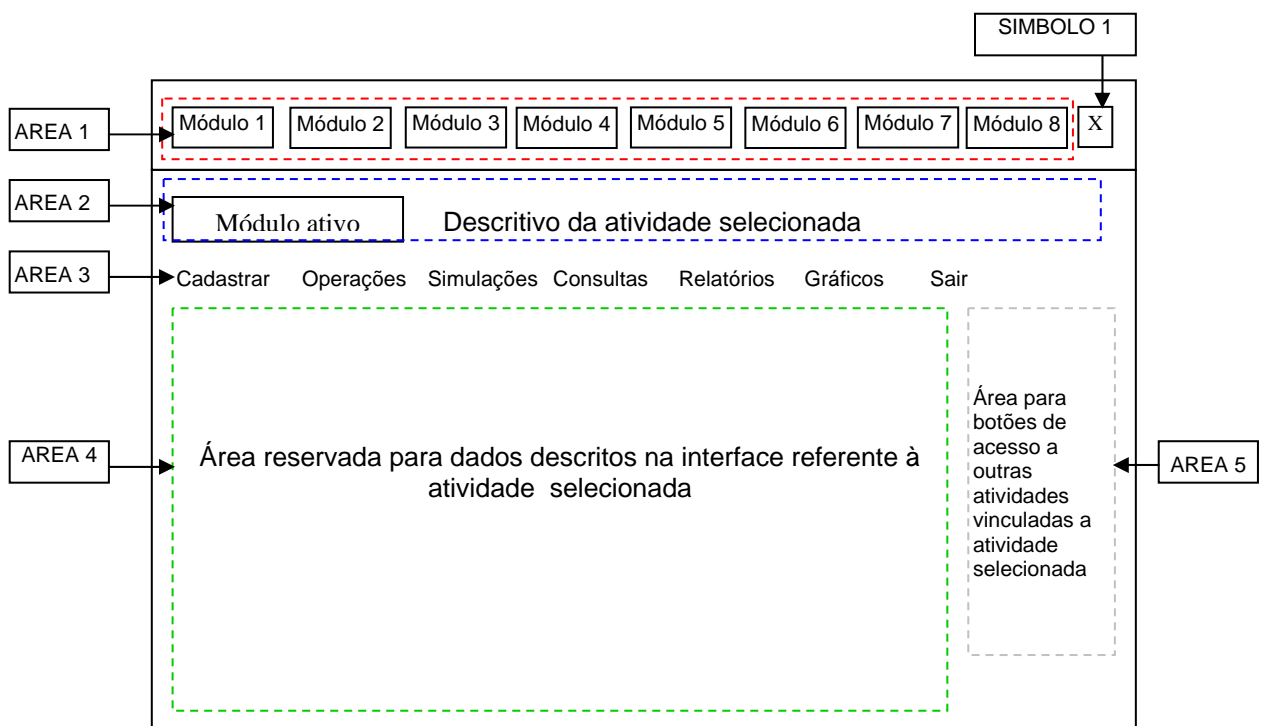 SIMBOLO 1
AREA 1
Módulo 1 Módulo 2 Módulo 3 Módulo 4 Módulo 5 Módulo 6 Módulo 7 Módulo 8 X
AREA 2
Módulo ativo Descritivo da atividade selecionada
AREA 3
Cadastrar Operações Simulações Consultas Relatórios Gráficos Sair
AREA 4
Área reservada para dados descritos na interface referente à
atividade selecionada
Área para
botões de
acesso a
outras
atividades
vinculadas a
atividade
selecionada
AREA 5